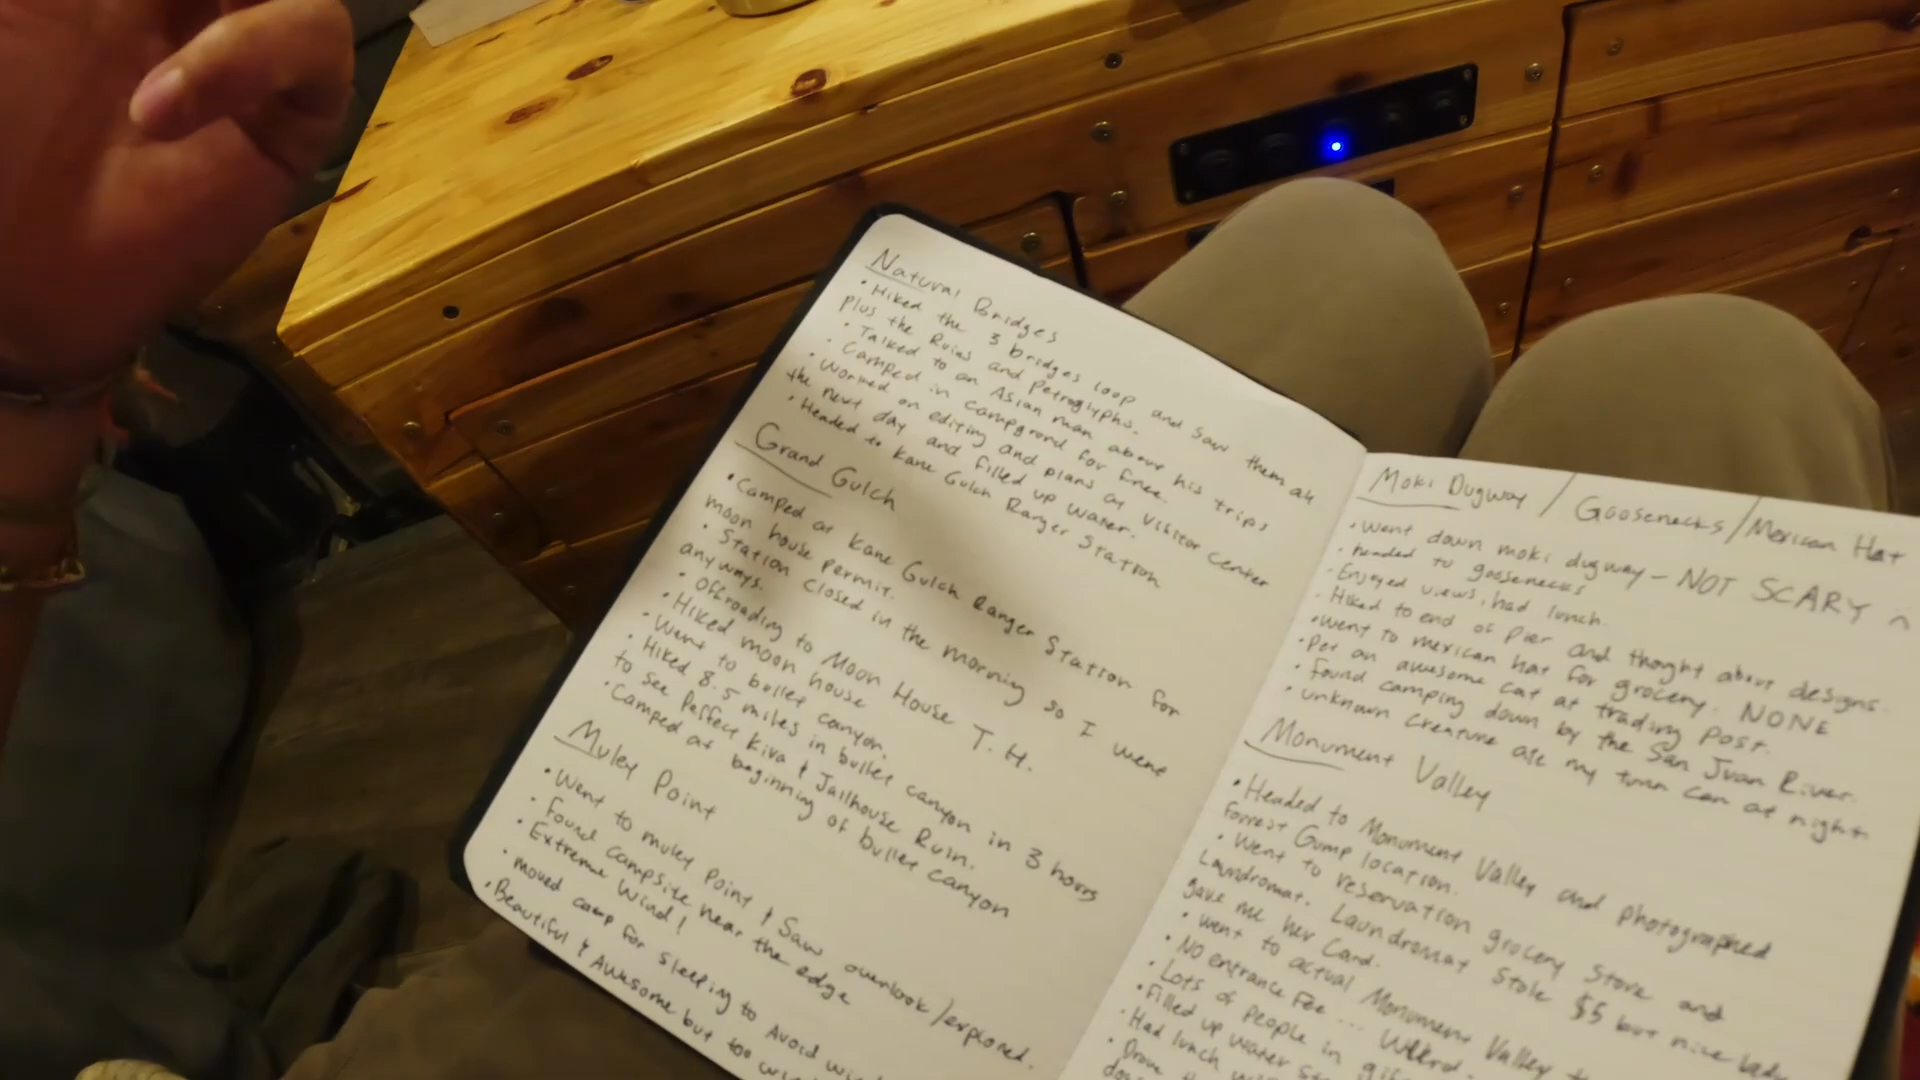 Natural Bridges
• Hiked the 3 bridges loop and saw them all
plus the Ruins and petroglyphs.
• Talked to an Asian man about his trips
• Camped in campgrond for free.
• Worked on editing and plans at visitor center
the next day and filled up water.
• Headed to Kane Gulch Ranger Station
Grand Gulch
• Camped at Kane Gulch Ranger Station for
moon house permit.
• Station closed in the morning so I went
anyways.
• Offroading to Moon House T.H.
• Hiked moon house
• Went to bullet canyon.
• Hiked 8.5 miles in bullet canyon in 3 hours
to see Perfect Kiva & Jailhouse Ruin.
• Camped at beginning of bullet canyon
Muley Point
• Went to muley point & saw overlook/explored.
• Found campsite near the edge
• Extreme wind!
• moved camp for sleeping to avoid
• Beautiful & Awesome but too
Moki Dugway / Goosenecks / Mexican Hat
• Went down moki dugway – NOT SCARY
• headed to goosenecks
• Enjoyed views, had lunch.
• Hiked to end of and thought about designs.
• Went to mexican hat for grocery. NONE
• Pet an awesome cat at trading post.
• Found camping down by the San Juan River.
• unknown creature ate my tuna can at night
Monument Valley
• Headed to Monument Valley and photographed
Forrest Gump location.
• Went to reservation grocery store and
Laundromat. Laundromat stole $5 but nice lady
gave me her card.
• went to actual Monument Valley
• NO entrance Fee ... Weird.
• Lots of people in
• Filled up water
• Had lunch
• Drove